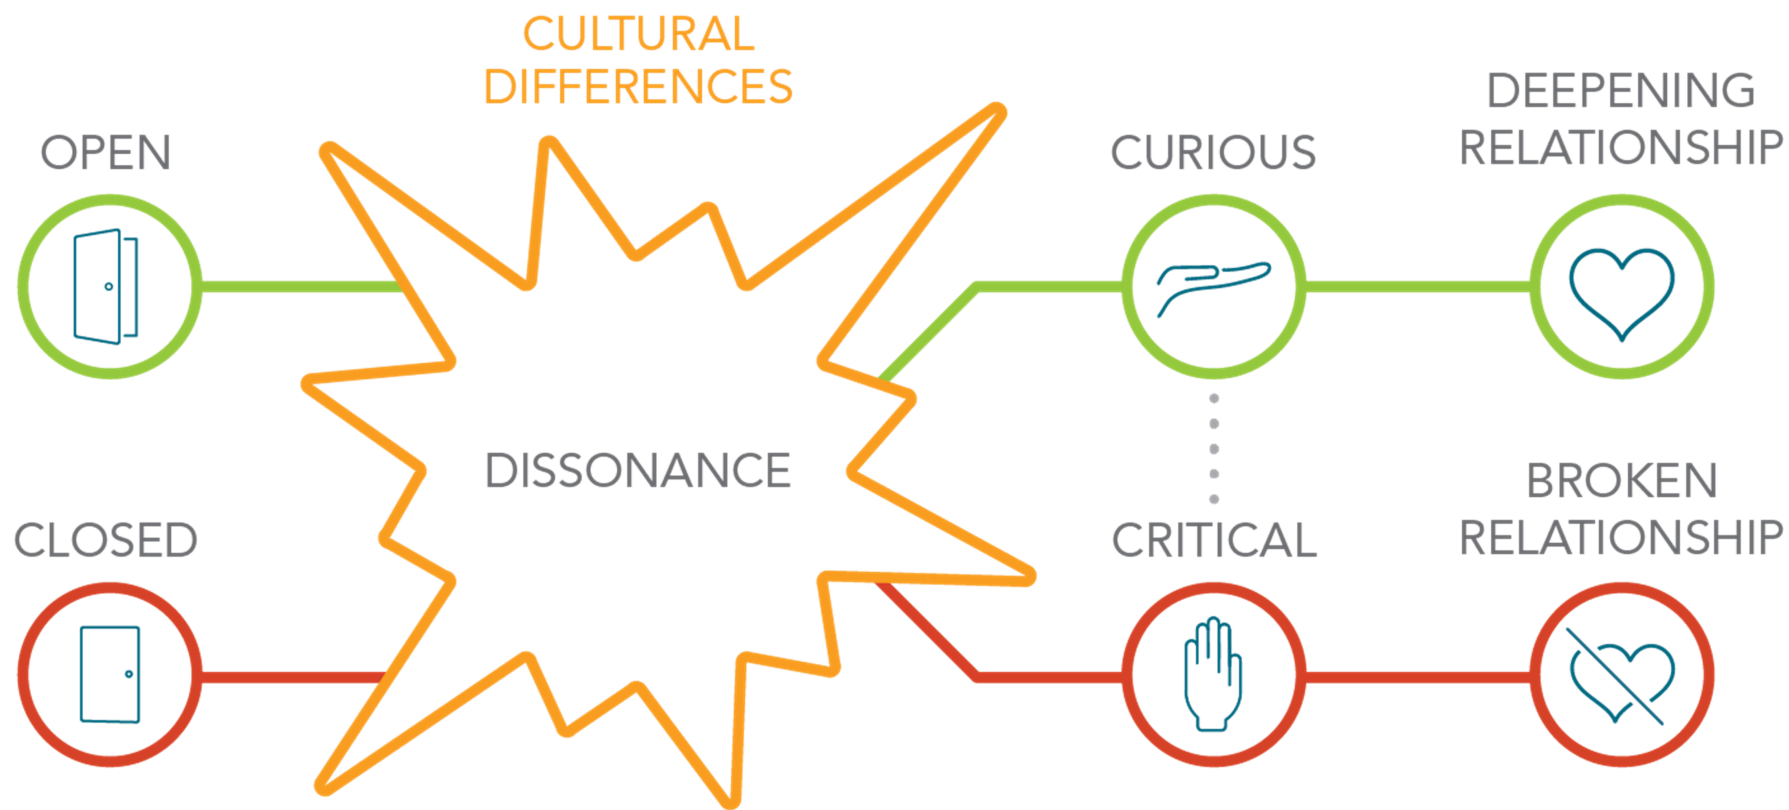 CULTURAL
DIFFERENCES
OPEN
CURIOUS
DEEPENING
RELATIONSHIP
DISSONANCE
CLOSED
CRITICAL
BROKEN
RELATIONSHIP